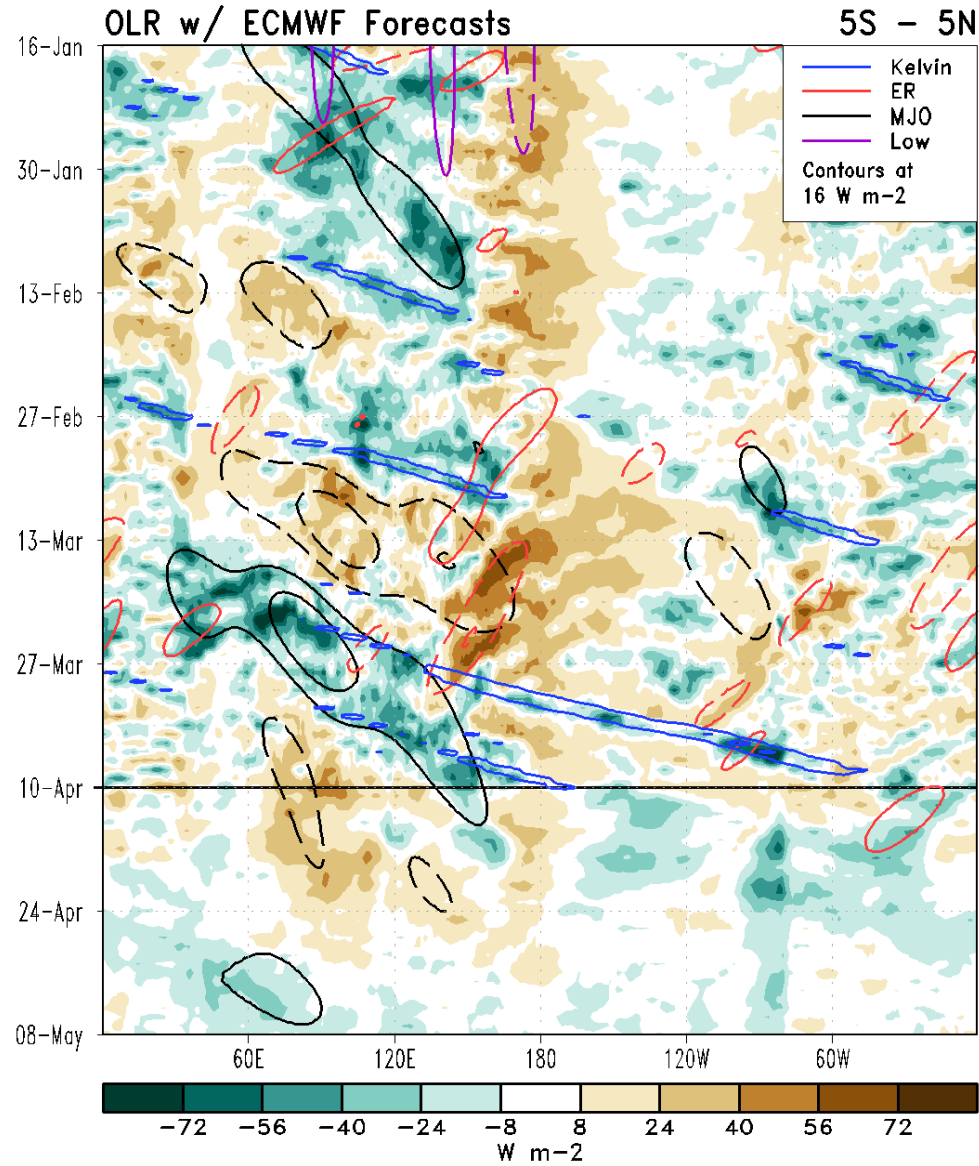 OLR w/ ECMWF Forecasts 5S - 5N
16-Jan
30-Jan
13-Feb
27-Feb
13-Mar
27-Mar
10-Apr
24-Apr
08-May
Kelvin
ER
MJO
Low
Contours at
16 W m-2
60E 120E 180 120W 60W
-72 -56 -40 -24 -8 8 24 40 56 72
W m-2